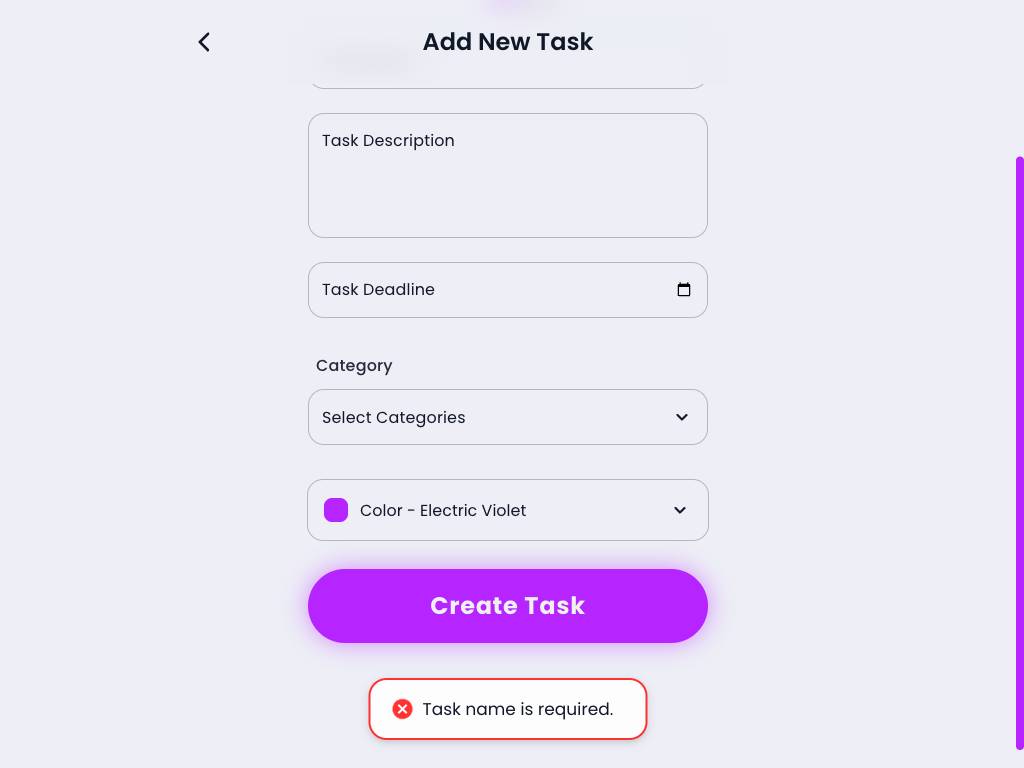 Add New Task
Task Description
Task Deadline
Category
Select Categories
Color - Electric Violet
Create Task
Task name is required.